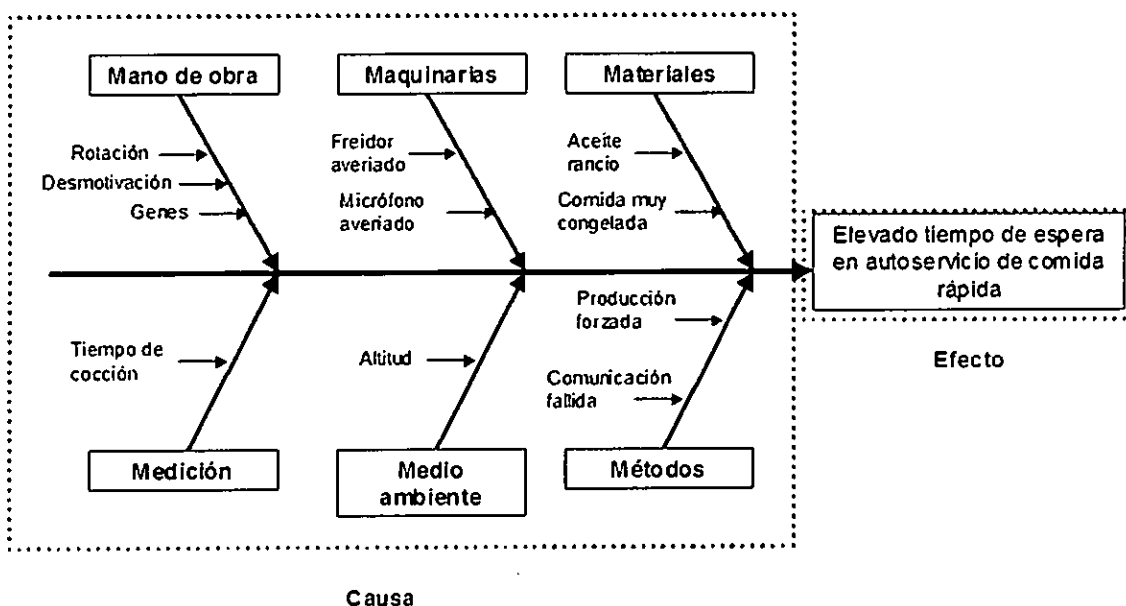 Mano de obra
Maquinarias
Materiales
Rotación
Desmotivación
Genes
Freidor
averiado
Micrófono
averiado
Aceite
rancio
Comida muy
congelada
Elevado tiempo de espera
en autoservicio de comida
rápida
Efecto
Tiempo de
cocción
Altitud
Producción
forzada
Comunicación
fallida
Medición
Medio
ambiente
Métodos
Causa